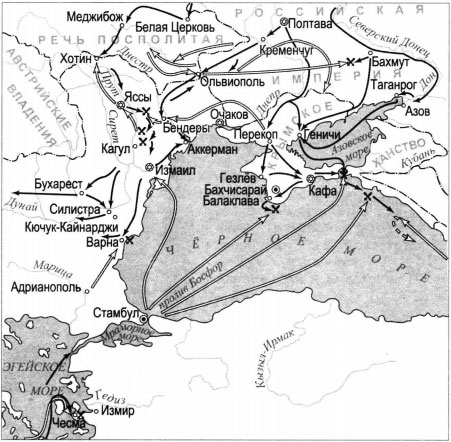 РОССИЙСКАЯ
Меджибож
Белая Церковь
Полтава
РЕЧЬ ПОСПОЛИТАЯ
Кременчуг
Северский Донец
Хотин
Днестр
Ольвиополь
ИМПЕРИЯ
Бахмут
АВСТРИЙСКИЕ
ВЛАДЕНИЯ
Прут
Яссы
Сирет
Очаков
Днепр
Таганрог
Дон
Азов
Бендеры
Перекоп
КРЫМСКОЕ
Геничи
Азовское
море
Аккерман
Кагул
ХАНСТВО
Кубань
Измаил
Гезлёв
Бахчисарай
Балаклава
Кафа
Бухарест
Дунай
Силистра
Кючук-Кайнарджи
Варна
ЧЁРНОЕ МОРЕ
Марица
Адрианополь
пролив Босфор
Стамбул
Мраморное
море
ЭГЕЙСКОЕ
МОРЕ
Гедиз
Измир
Чесма
Кызыл-Ирмак